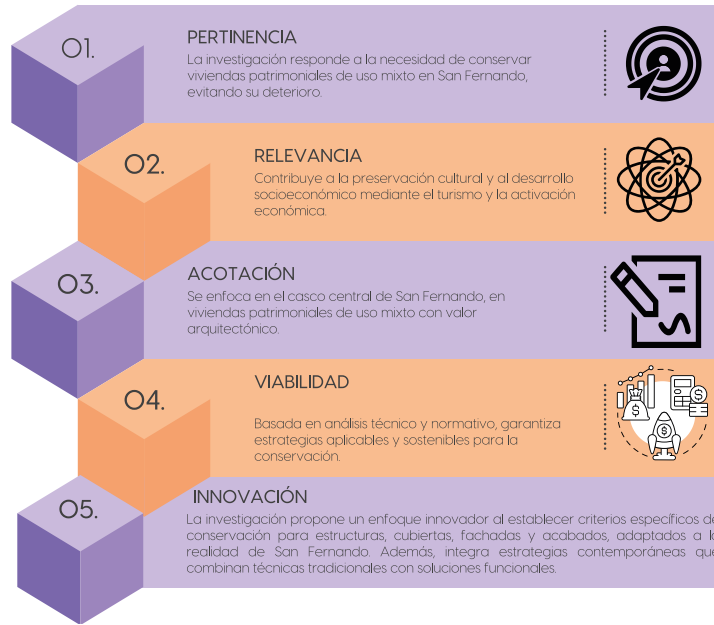 01.
PERTINENCIA
La investigación responde a la necesidad de conservar
viviendas patrimoniales de uso mixto en San Fernando,
evitando su deterioro.
02.
RELEVANCIA
Contribuye a la preservación cultural y al desarrollo
socioeconómico mediante el turismo y la activación
económica.
03.
ACOTACIÓN
Se enfoca en el casco central de San Fernando, en
viviendas patrimoniales de uso mixto con valor
arquitectónico.
04.
VIABILIDAD
Basada en análisis técnico y normativo, garantiza
estrategias aplicables y sostenibles para la
conservación.
05.
INNOVACIÓN
La investigación propone un enfoque innovador al establecer criterios específicos de
conservación para estructuras, cubiertas, fachadas y acabados, adaptados a la
realidad de San Fernando. Además, integra estrategias contemporáneas que
combinan técnicas tradicionales con soluciones funcionales.